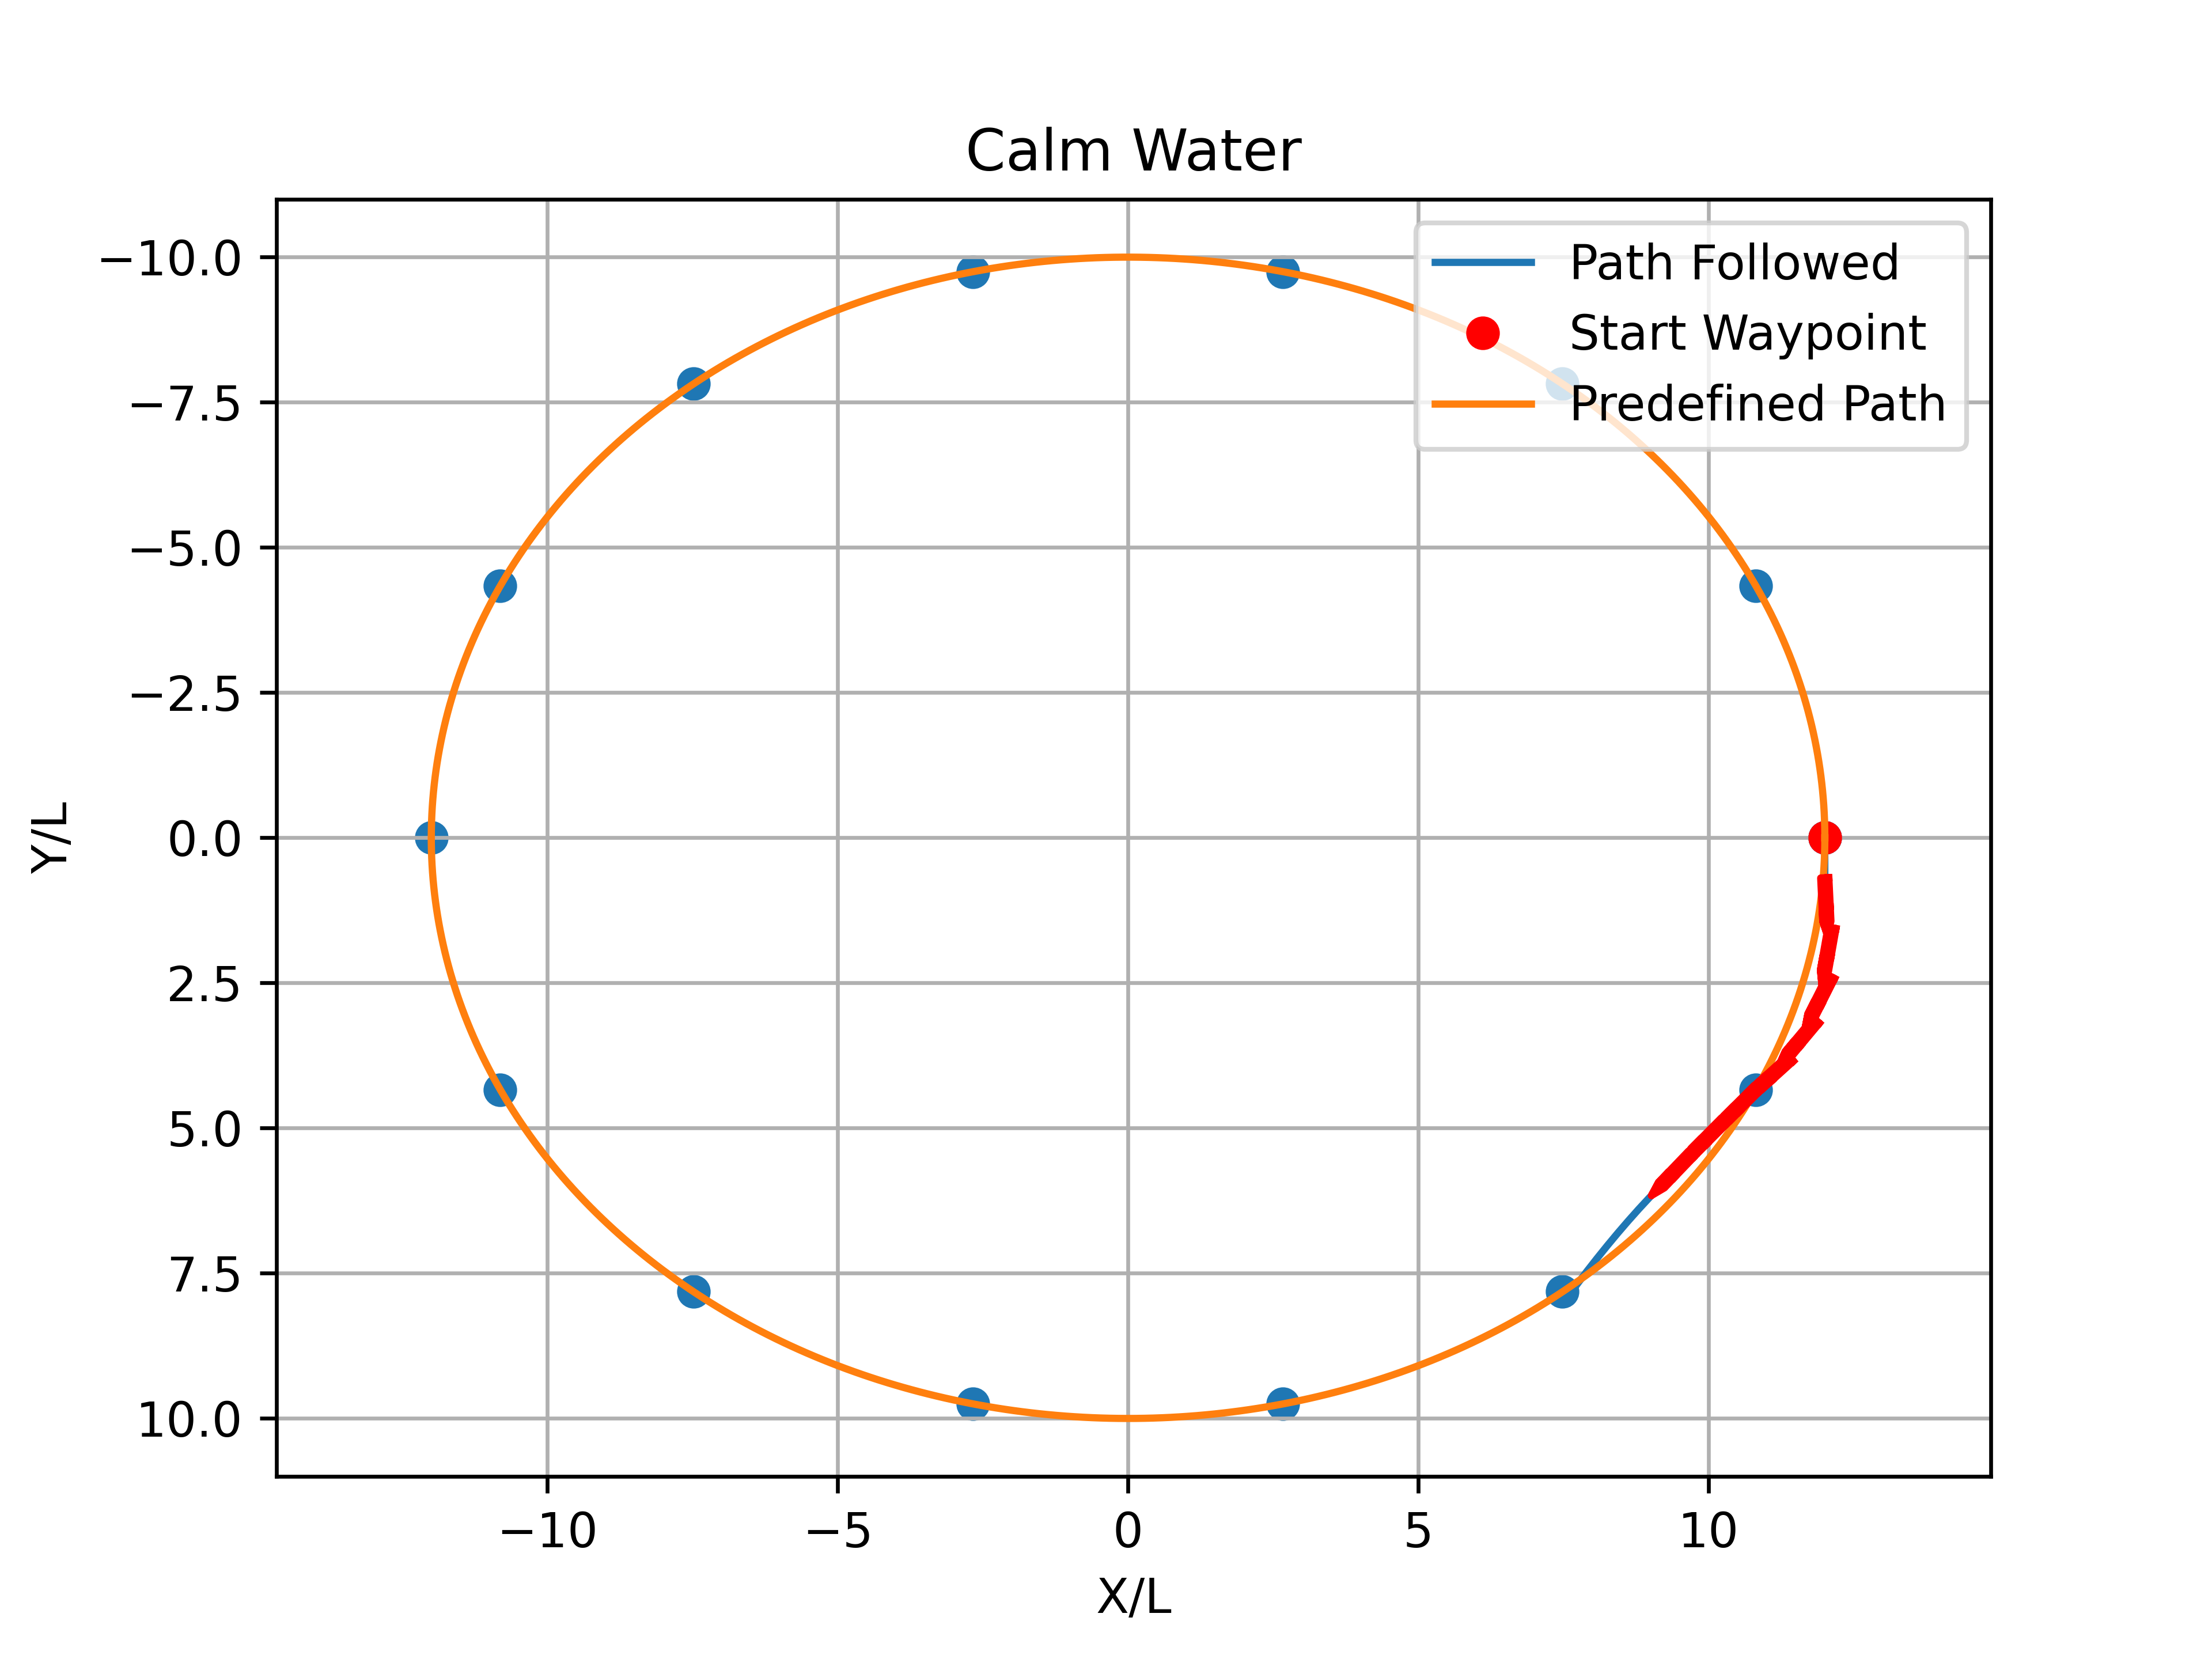 Calm Water
Path Followed
Start Waypoint
Predefined Path
−10.0
−7.5
−5.0
−2.5
0.0
2.5
5.0
7.5
10.0
Y/L
−10 −5 0 5 10
X/L